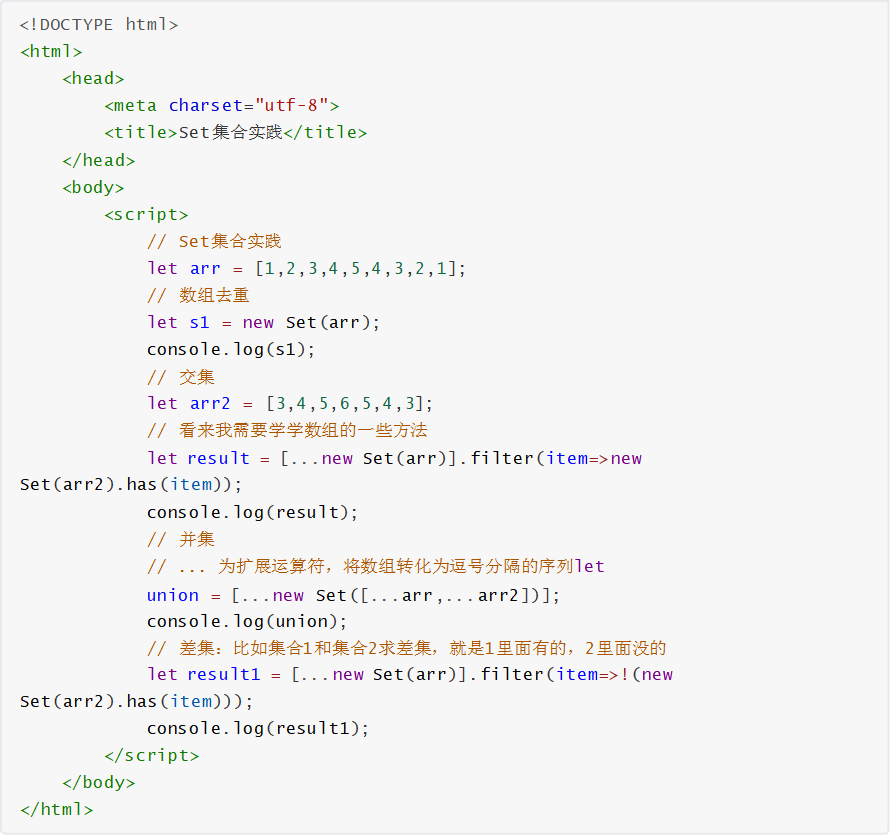 <!DOCTYPE html>
<html>
    <head>
        <meta charset="utf-8">
        <title>Set集合实践</title>
    </head>
    <body>
        <script>
            // Set集合实践
            let arr = [1,2,3,4,5,4,3,2,1];
            // 数组去重
            let s1 = new Set(arr);
            console.log(s1);
            // 交集
            let arr2 = [3,4,5,6,5,4,3];
            // 看来我需要学学数组的一些方法
            let result = [...new Set(arr)].filter(item=>new
Set(arr2).has(item));
            console.log(result);
            // 并集
            // ... 为扩展运算符，将数组转化为逗号分隔的序列let
            union = [...new Set([...arr,...arr2])];
            console.log(union);
            // 差集：比如集合1和集合2求差集，就是1里面有的，2里面没的
            let result1 = [...new Set(arr)].filter(item=>!(new
Set(arr2).has(item)));
            console.log(result1);
        </script>
    </body>
</html>